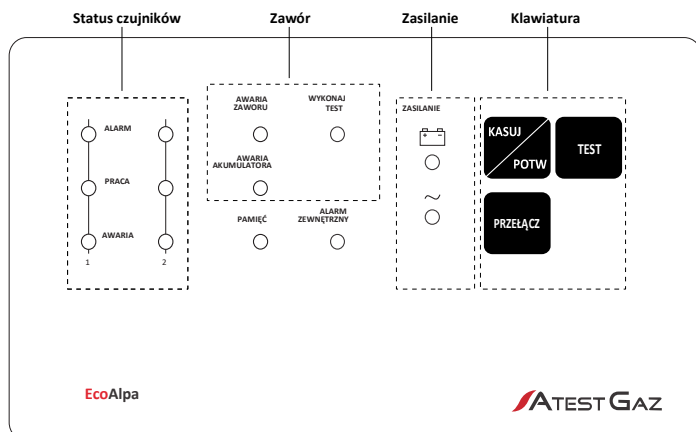 Status czujników
Zawór
Zasilanie
Klawiatura
ALARM
PRACA
AWARIA
1
2
AWARIA
ZAWORU
WYKONAJ
TEST
AWARIA
AKUMULATORA
PAMIĘĆ
ALARM
ZEWNĘTRZNY
ZASILANIE
KASUJ
POTW
TEST
PRZEŁĄCZ
EcoAlpa
ATEST GAZ